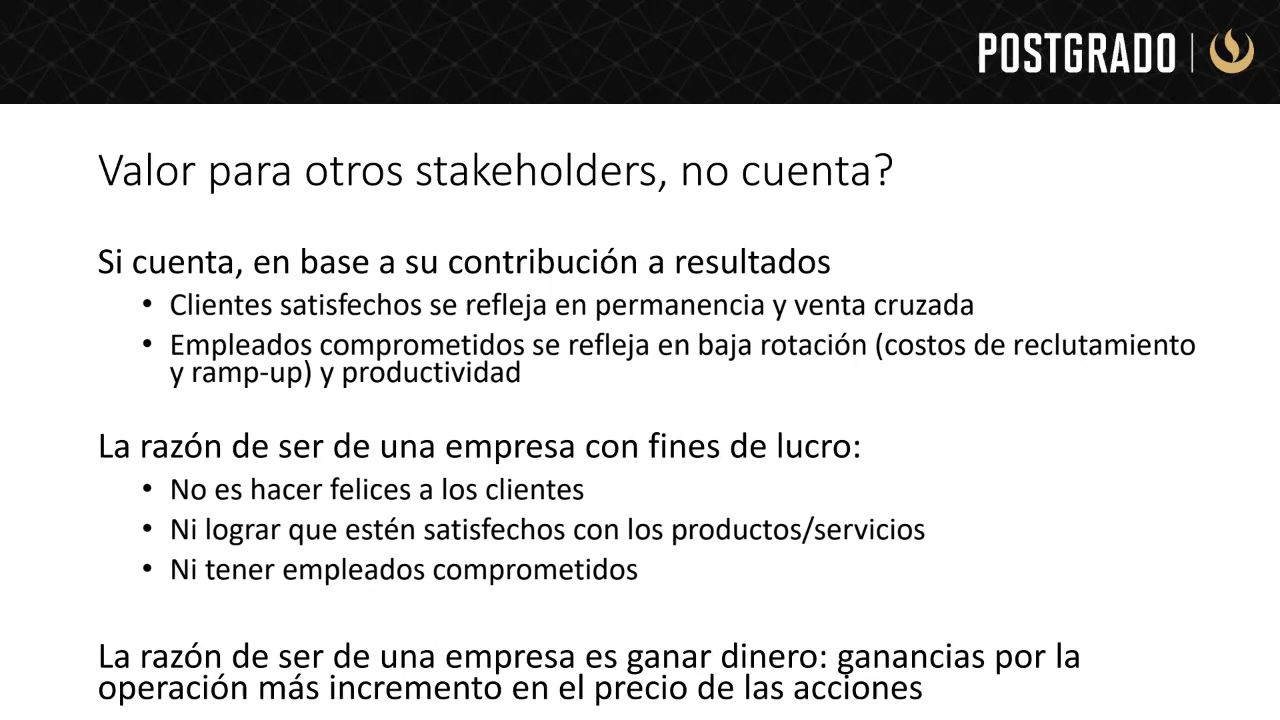 POSTGRADO
Valor para otros stakeholders, no cuenta?
Si cuenta, en base a su contribución a resultados
• Clientes satisfechos se refleja en permanencia y venta cruzada
• Empleados comprometidos se refleja en baja rotación (costos de reclutamiento
y ramp-up) y productividad
La razón de ser de una empresa con fines de lucro:
• No es hacer felices a los clientes
• Ni lograr que estén satisfechos con los productos/servicios
• Ni tener empleados comprometidos
La razón de ser de una empresa es ganar dinero: ganancias por la
operación más incremento en el precio de las acciones